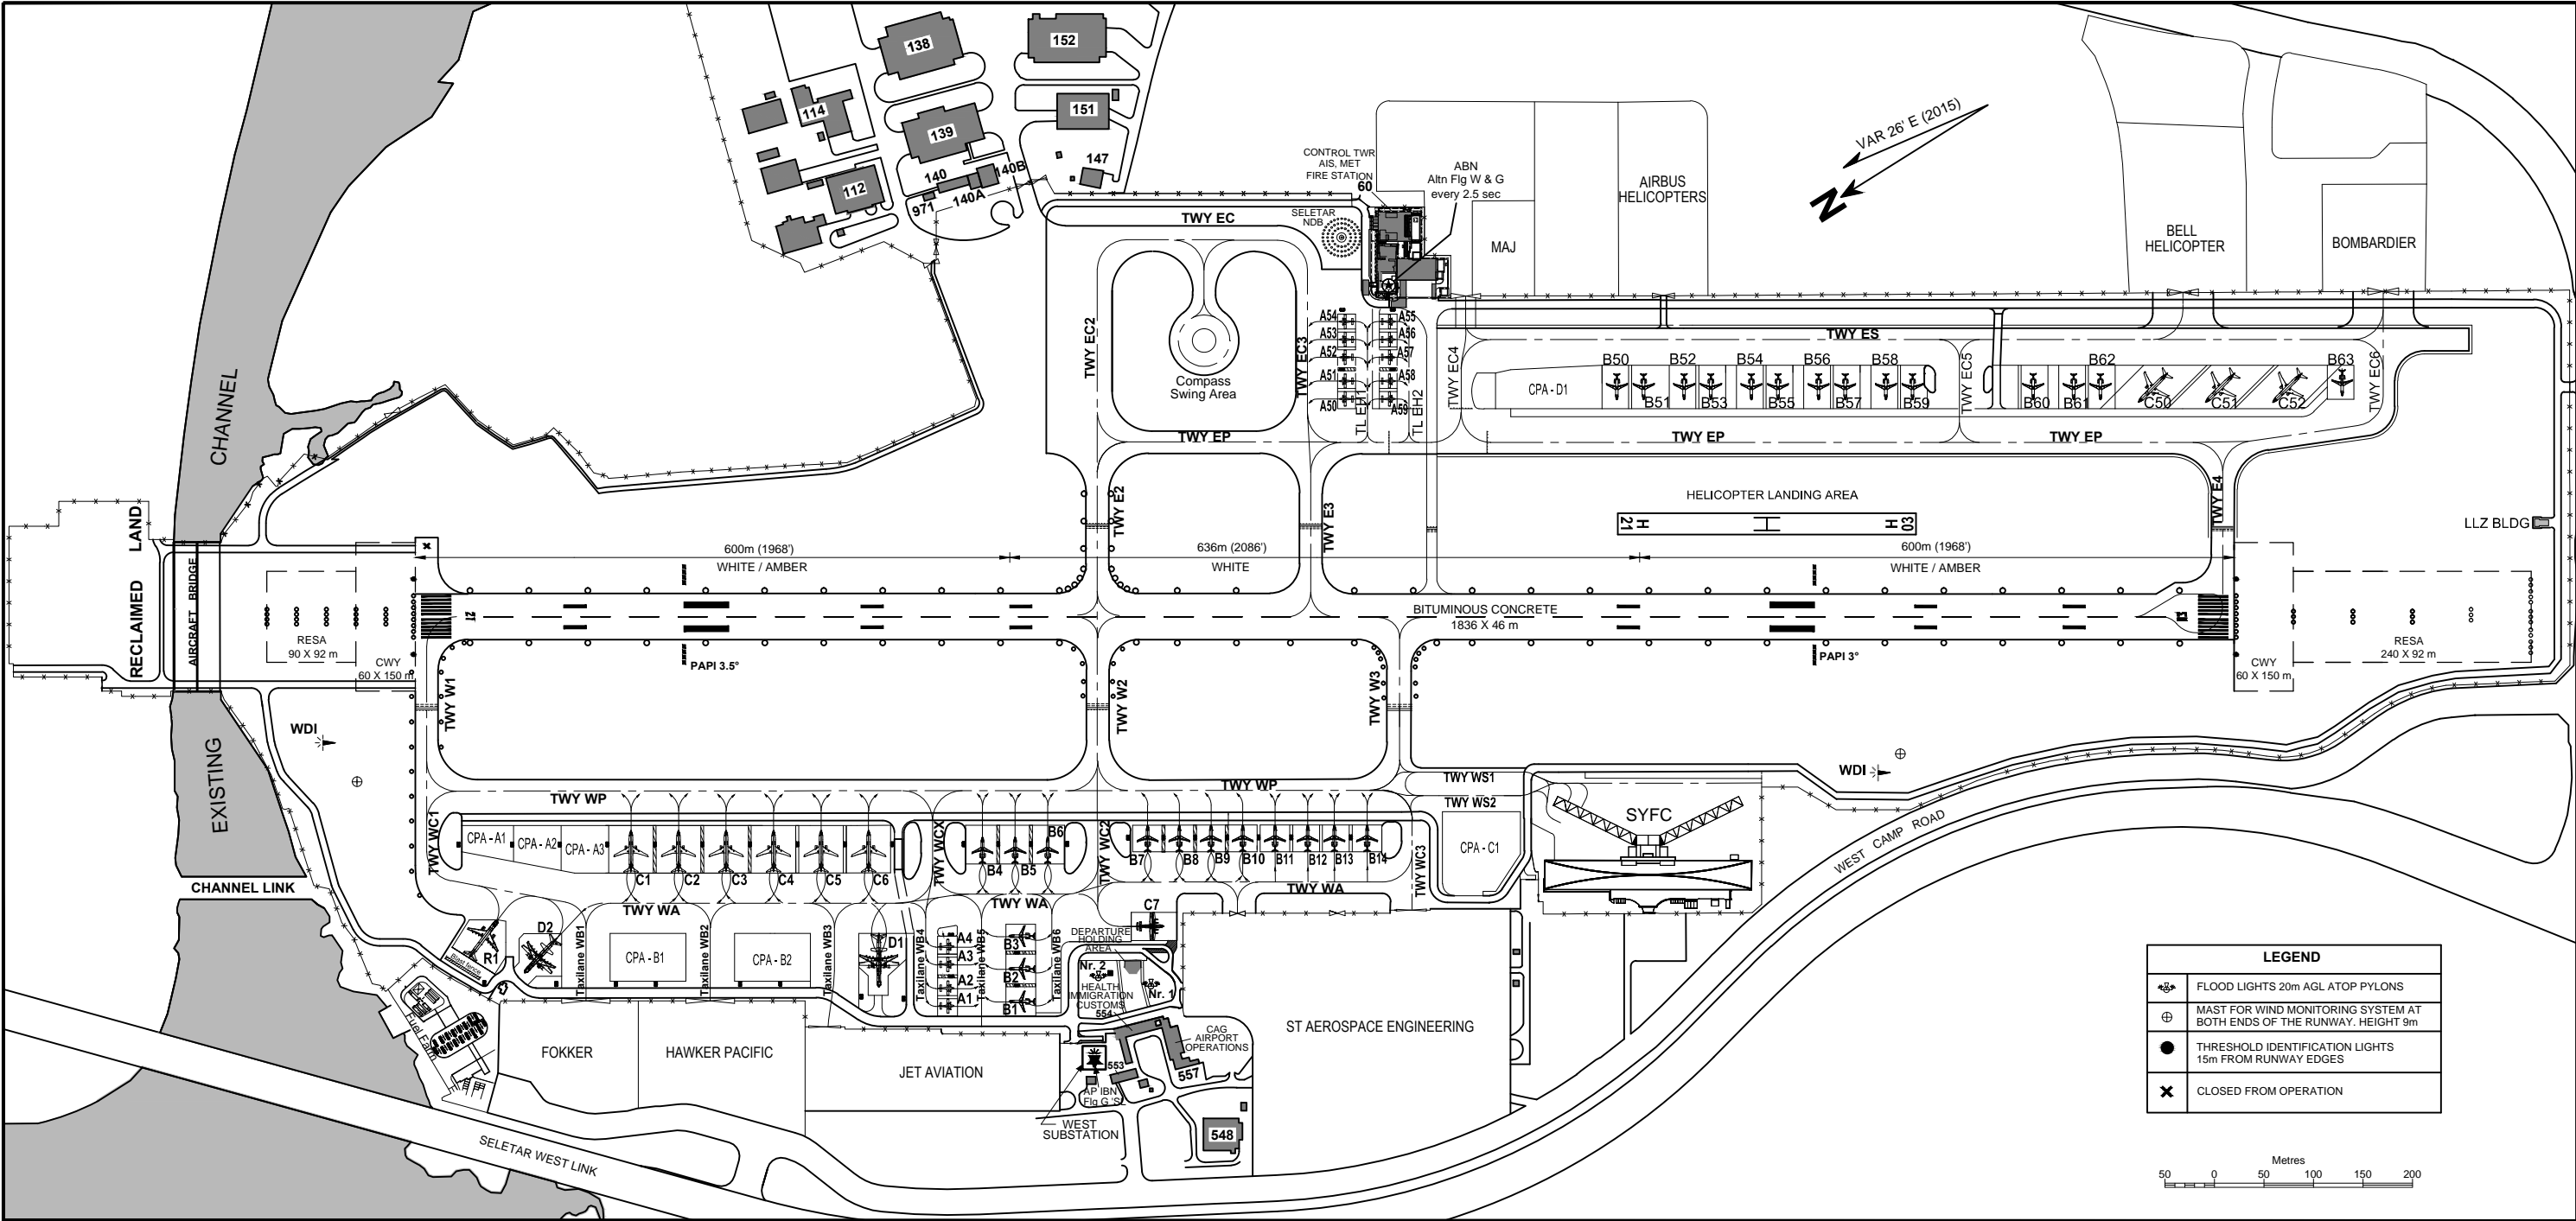 138
152
114
139
151
112
140
140B
147
971
140A
CONTROL TWR
AIS, MET
FIRE STATION
60
ABN
Altn Flg W & G
every 2.5 sec
VAR 26' E (2015)
N
SELETAR
NDB
MAJ
AIRBUS
HELICOPTERS
BELL
HELICOPTER
BOMBARDIER
TWY EC
TWY EC2
Compass
Swing Area
TWY EC3
A54
A53
A52
A51
A50
A55
A56
A57
A58
A59
TL EH1
TL EH2
TWY EC4
TWY ES
CPA - D1
B50
B51
B52
B53
B54
B55
B56
B57
B58
B59
TWY EC5
B60
B61
B62
C50
C51
C52
B63
TWY EC6
TWY EP
TWY EP
TWY EP
CHANNEL
RECLAIMED LAND
AIRCRAFT BRIDGE
TWY E2
TWY E3
TWY E4
HELICOPTER LANDING AREA
21 H
H
H 03
LLZ BLDG
600m (1968')
WHITE / AMBER
636m (2086')
WHITE
600m (1968')
WHITE / AMBER
RESA
90 X 92 m
CWY
60 X 150 m
21
BITUMINOUS CONCRETE
1836 X 46 m
03
PAPI 3.5°
PAPI 3°
RESA
240 X 92 m
CWY
60 X 150 m
TWY W1
TWY W2
TWY W3
WDI
WDI
EXISTING
CHANNEL LINK
TWY WP
TWY WP
TWY WS1
TWY WS2
TWY WC1
CPA - A1
CPA - A2
CPA - A3
C1
C2
C3
C4
C5
C6
TWY WCX
B4
B5
B6
TWY WC2
B7
B8
B9
B10
B11
B12
B13
B14
TWY WC3
CPA - C1
SYFC
WEST CAMP ROAD
TWY WA
TWY WA
TWY WA
R1
Blast fence
D2
Taxilane WB1
CPA - B1
Taxilane WB2
CPA - B2
Taxilane WB3
D1
Taxilane WB4
A4
A3
A2
A1
Taxilane WB5
B3
B2
B1
Taxilane WB6
C7
DEPARTURE
HOLDING
AREA
Nr. 2
Nr. 1
HEALTH
IMMIGRATION
CUSTOMS
554
CAG
AIRPORT
OPERATIONS
557
553
AP IBN
Flg G 'SL'
WEST
SUBSTATION
548
Fuel Farm
FOKKER
HAWKER PACIFIC
JET AVIATION
ST AEROSPACE ENGINEERING
SELETAR WEST LINK
LEGEND
FLOOD LIGHTS 20m AGL ATOP PYLONS
MAST FOR WIND MONITORING SYSTEM AT
BOTH ENDS OF THE RUNWAY. HEIGHT 9m
THRESHOLD IDENTIFICATION LIGHTS
15m FROM RUNWAY EDGES
CLOSED FROM OPERATION
Metres
50 0 50 100 150 200